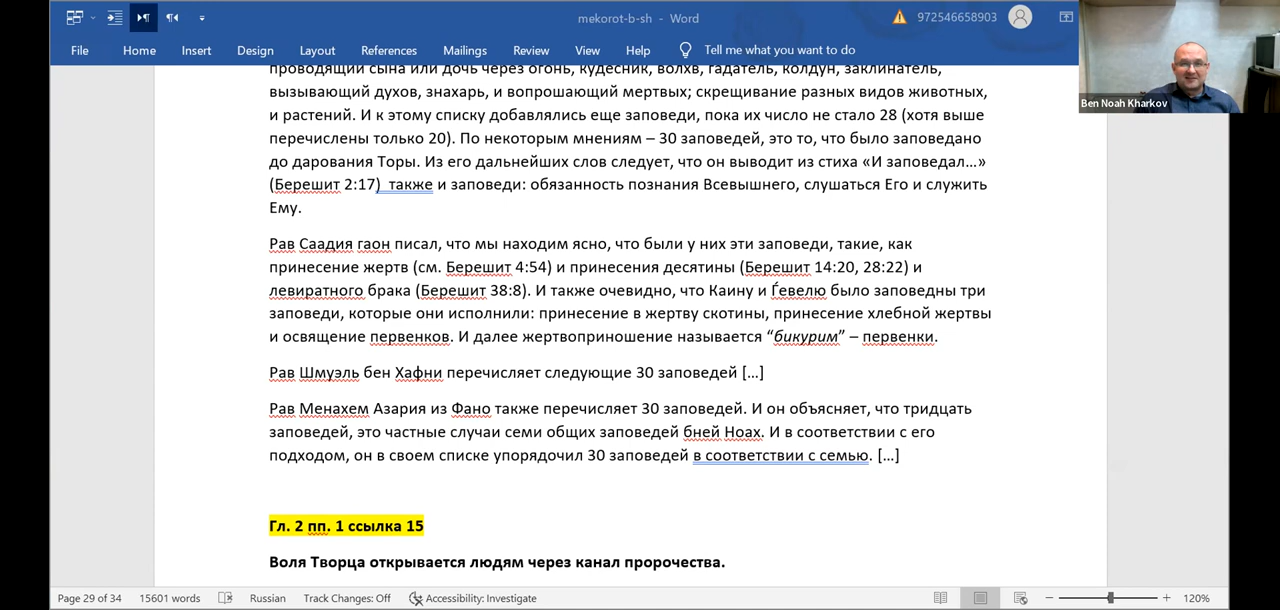 mekorot-b-sh - Word
972546658903
File Home Insert Design Layout References Mailings Review View Help Tell me what you want to do
Ben Noah Kharkov
проводящий сына или дочь через огонь, кудесник, волхв, гадатель, колдун, заклинатель,
вызывающий духов, знахарь, и вопрошающий мертвых; скрещивание разных видов животных,
и растений. И к этому списку добавлялись еще заповеди, пока их число не стало 28 (хотя выше
перечислены только 20). По некоторым мнениям – 30 заповедей, это то, что было заповедано
до дарования Торы. Из его дальнейших слов следует, что он выводит из стиха «И заповедал…»
(Берешит 2:17) также и заповеди: обязанность познания Всевышнего, слушаться Его и служить
Ему.
Рав Саадия гаон писал, что мы находим ясно, что были у них эти заповеди, такие, как
принесение жертв (см. Берешит 4:54) и принесения десятины (Берешит 14:20, 28:22) и
левиратного брака (Берешит 38:8). И также очевидно, что Каину и Ѓевелю было заповедны три
заповеди, которые они исполнили: принесение в жертву скотины, принесение хлебной жертвы
и освящение первенков. И далее жертвоприношение называется “бикурим” – первенки.
Рав Шмуэль бен Хафни перечисляет следующие 30 заповедей […]
Рав Менахем Азария из Фано также перечисляет 30 заповедей. И он объясняет, что тридцать
заповедей, это частные случаи семи общих заповедей бней Ноах. И в соответствии с его
подходом, он в своем списке упорядочил 30 заповедей в соответствии с семью. […]
Гл. 2 пп. 1 ссылка 15
Воля Творца открывается людям через канал пророчества.
Page 29 of 34 15601 words Russian Track Changes: Off Accessibility: Investigate 120%